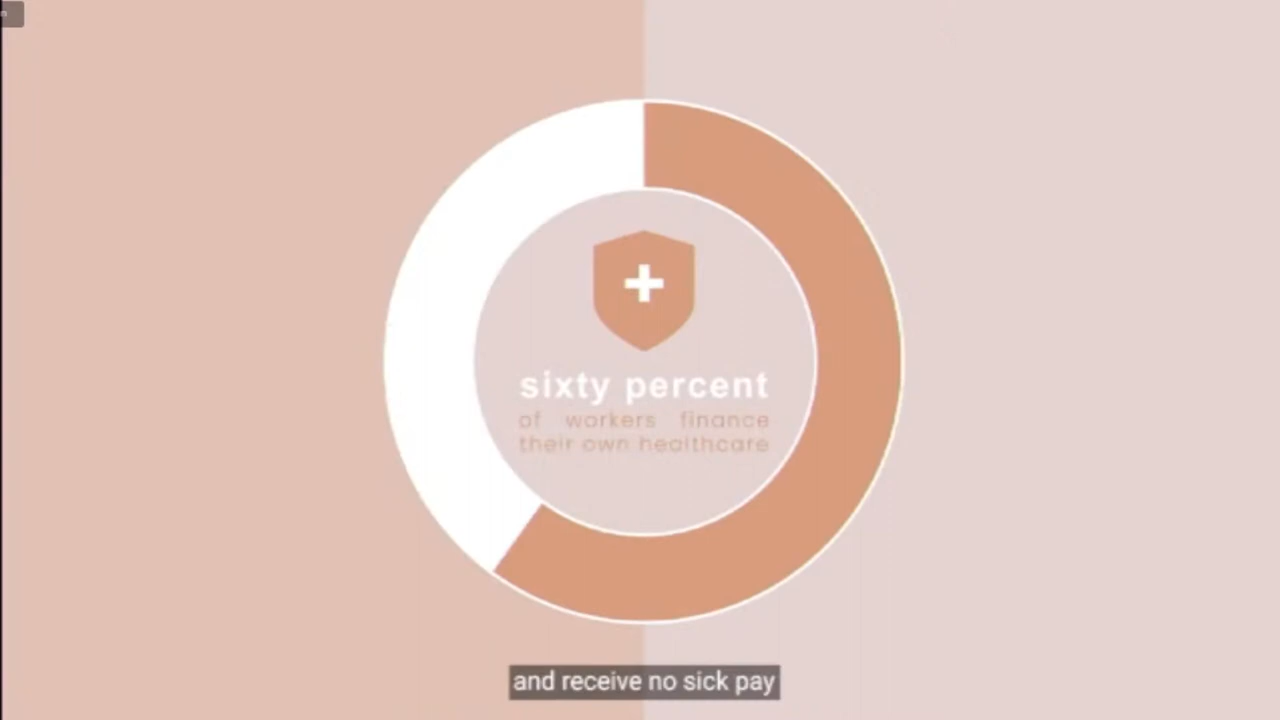 sixty percent
of workers finance
their own healthcare
and receive no sick pay